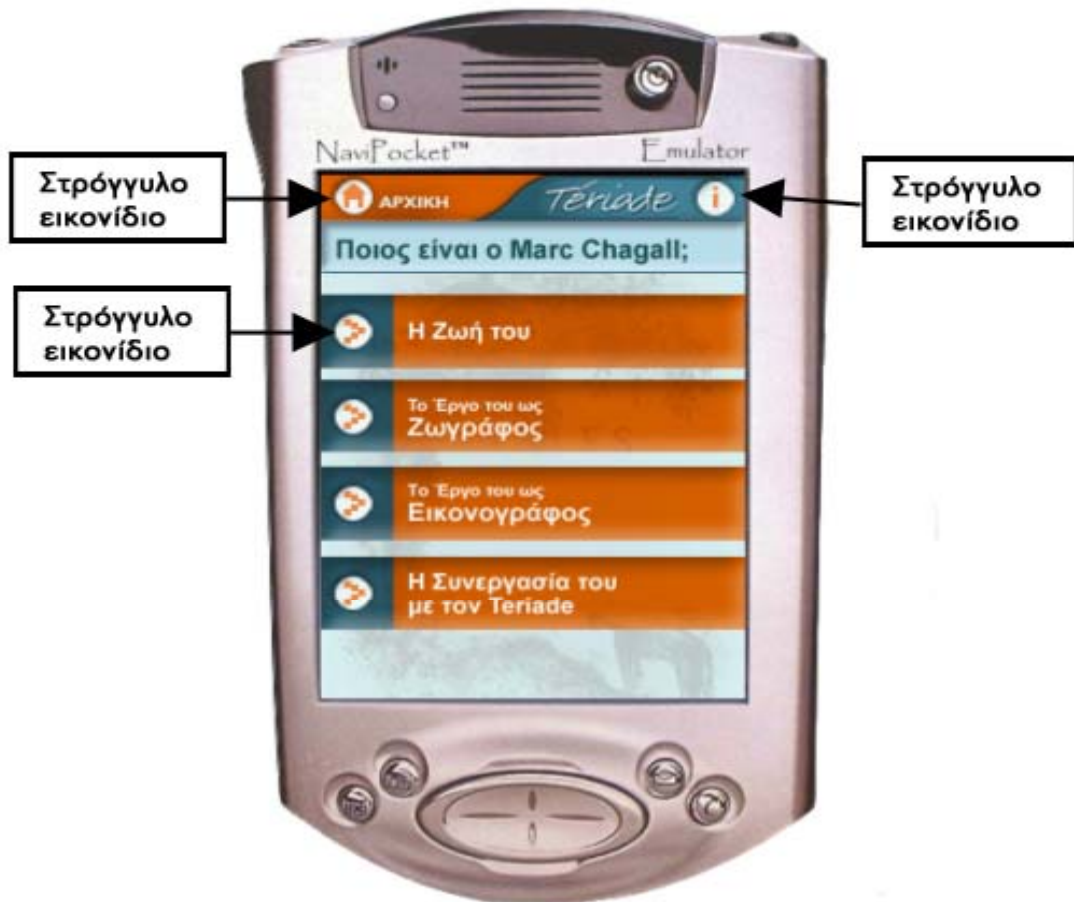 NaviPocket™ Emulator
Στρόγγυλο
εικονίδιο
ΑΡΧΙΚΗ Tériade i
Στρόγγυλο
εικονίδιο
Ποιος είναι ο Marc Chagall;
Στρόγγυλο
εικονίδιο
Η Ζωή του
Το Έργο του ως
Ζωγράφος
Το Έργο του ως
Εικονογράφος
Η Συνεργασία του
με τον Teriade